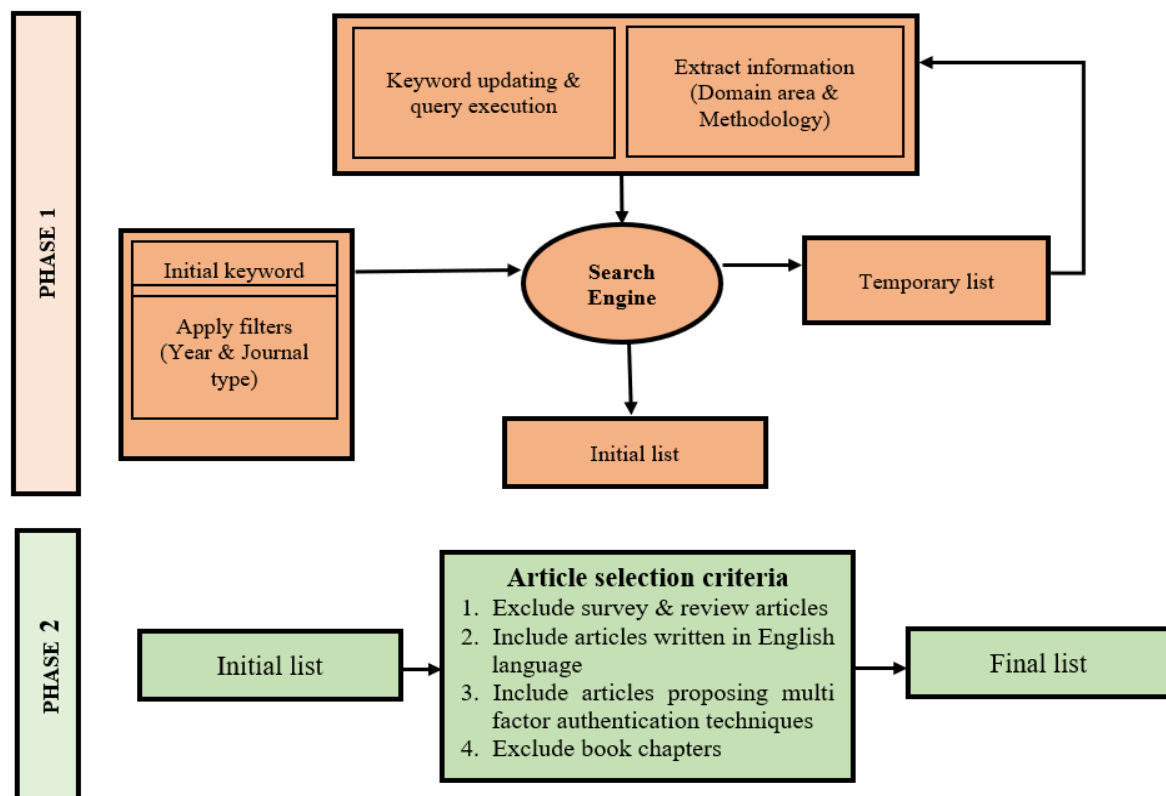 PHASE 1
Keyword updating &
query execution
Extract information
(Domain area &
Methodology)
Initial keyword
Apply filters
(Year & Journal
type)
Search
Engine
Temporary list
Initial list
PHASE 2
Initial list
Article selection criteria
1. Exclude survey & review articles
2. Include articles written in English
language
3. Include articles proposing multi
factor authentication techniques
4. Exclude book chapters
Final list